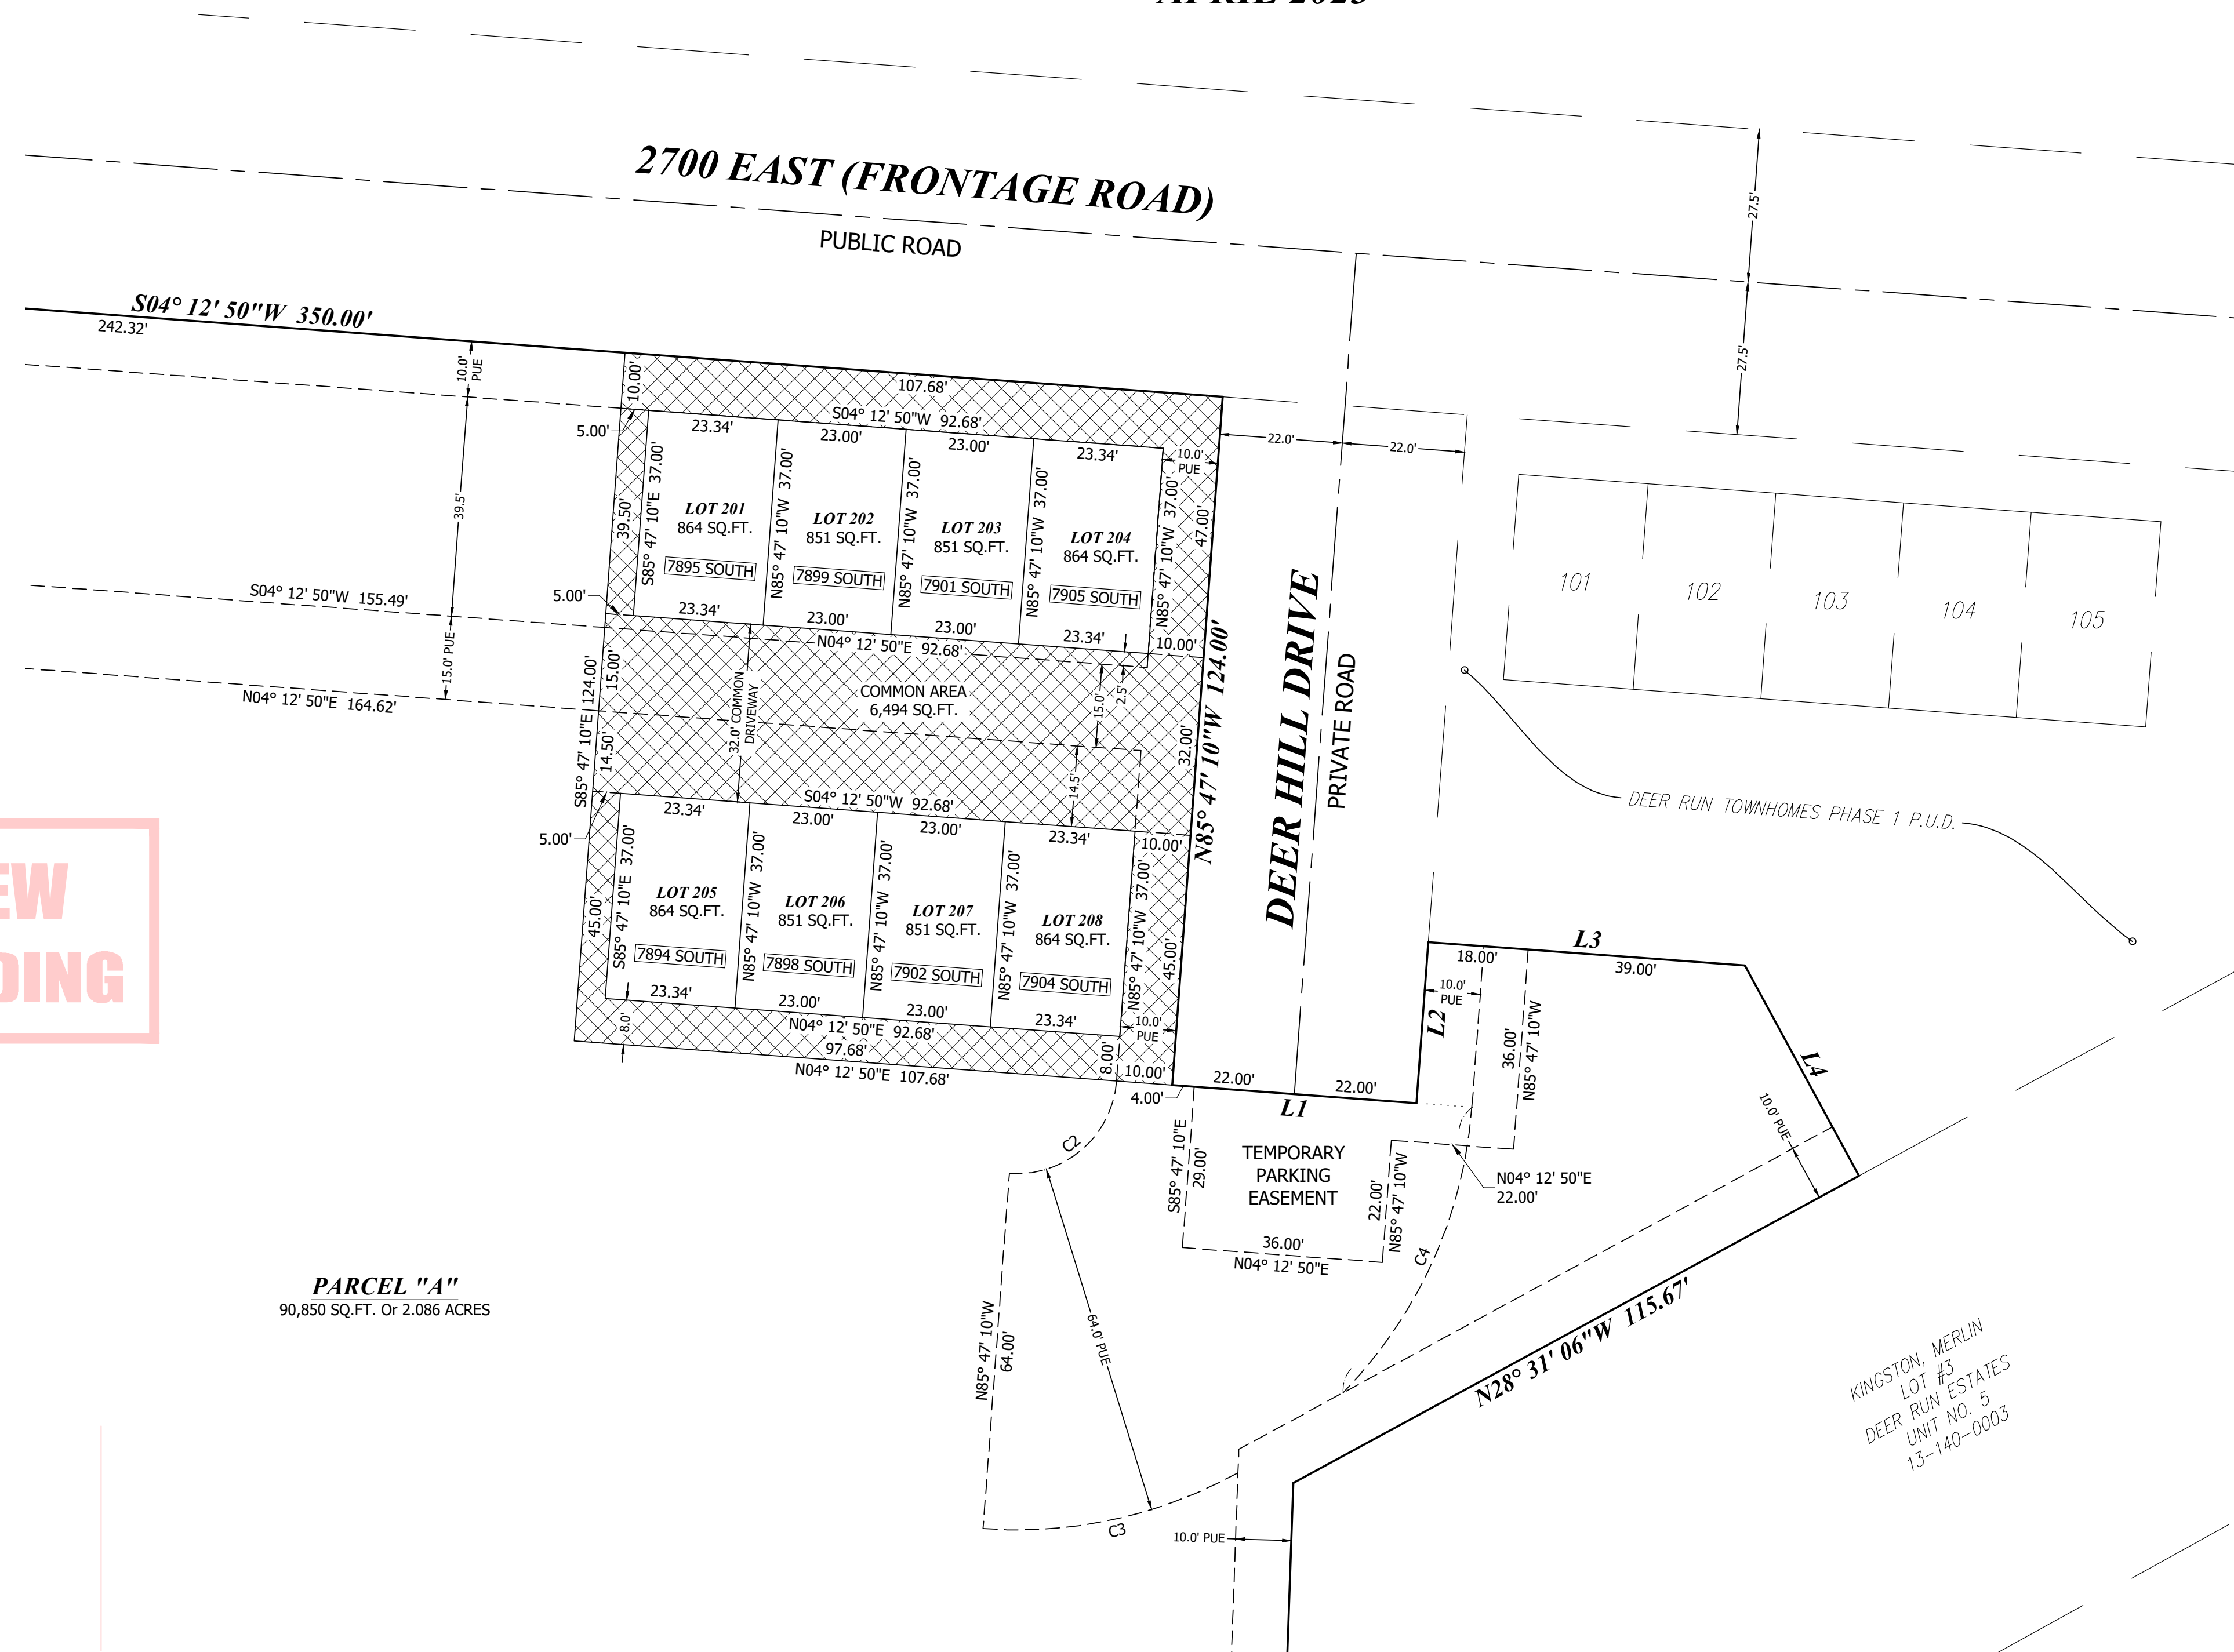 2700 EAST (FRONTAGE ROAD)
PUBLIC ROAD
27.5'
27.5'
S04° 12' 50"W 350.00'
242.32'
10.0'
PUE
39.5'
S04° 12' 50"W 155.49'
15.0' PUE
N04° 12' 50"E 164.62'
10.00'
107.68'
S04° 12' 50"W 92.68'
5.00'
23.34'
23.00'
23.00'
23.34'
10.0'
PUE
22.0'
22.0'
39.50'
S85° 47' 10"E 37.00'
N85° 47' 10"W 37.00'
N85° 47' 10"W 37.00'
N85° 47' 10"W 37.00'
N85° 47' 10"W 37.00'
47.00'
LOT 201
864 SQ.FT.
7895 SOUTH
LOT 202
851 SQ.FT.
7899 SOUTH
LOT 203
851 SQ.FT.
7901 SOUTH
LOT 204
864 SQ.FT.
7905 SOUTH
5.00'
23.34'
23.00'
23.00'
23.34'
N04° 12' 50"E 92.68'
10.00'
S85° 47' 10"E 124.00'
15.00'
14.50'
32.0' COMMON
DRIVEWAY
COMMON AREA
6,494 SQ.FT.
15.0'
2.5'
14.5'
32.00'
N85° 47' 10"W 124.00'
DEER HILL DRIVE
PRIVATE ROAD
101
102
103
104
105
DEER RUN TOWNHOMES PHASE 1 P.U.D.
S04° 12' 50"W 92.68'
5.00'
23.34'
23.00'
23.00'
23.34'
10.00'
45.00'
S85° 47' 10"E 37.00'
N85° 47' 10"W 37.00'
N85° 47' 10"W 37.00'
N85° 47' 10"W 37.00'
N85° 47' 10"W 37.00'
45.00'
LOT 205
864 SQ.FT.
7894 SOUTH
LOT 206
851 SQ.FT.
7898 SOUTH
LOT 207
851 SQ.FT.
7902 SOUTH
LOT 208
864 SQ.FT.
7904 SOUTH
23.34'
23.00'
23.00'
23.34'
N04° 12' 50"E 92.68'
97.68'
N04° 12' 50"E 107.68'
8.0'
10.0'
PUE
8.00'
10.00'
4.00'
22.00'
22.00'
L1
L2
L3
L4
18.00'
39.00'
10.0'
PUE
36.00'
N85° 47' 10"W
10.0' PUE
TEMPORARY
PARKING
EASEMENT
S85° 47' 10"E
29.00'
36.00'
N04° 12' 50"E
22.00'
N85° 47' 10"W
N04° 12' 50"E
22.00'
C2
C4
64.0' PUE
N85° 47' 10"W
64.00'
C3
10.0' PUE
N28° 31' 06"W 115.67'
PARCEL "A"
90,850 SQ.FT. Or 2.086 ACRES
KINGSTON, MERLIN
LOT #3
DEER RUN ESTATES
UNIT NO. 5
13-140-0003
EW
DING